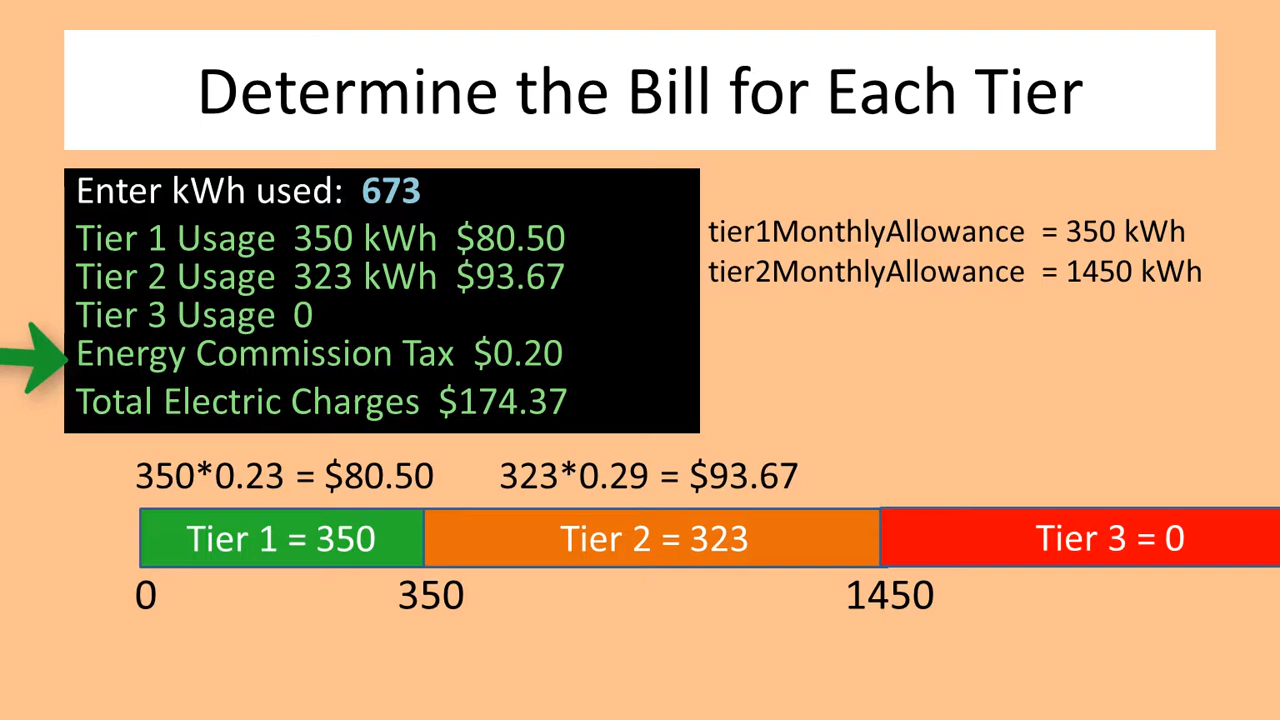 Determine the Bill for Each Tier
Enter kWh used: 673
Tier 1 Usage 350 kWh $80.50
Tier 2 Usage 323 kWh $93.67
Tier 3 Usage 0
Energy Commission Tax $0.20
Total Electric Charges $174.37
tier1MonthlyAllowance = 350 kWh
tier2MonthlyAllowance = 1450 kWh
350*0.23 = $80.50 323*0.29 = $93.67
Tier 1 = 350 Tier 2 = 323 Tier 3 = 0
0 350 1450